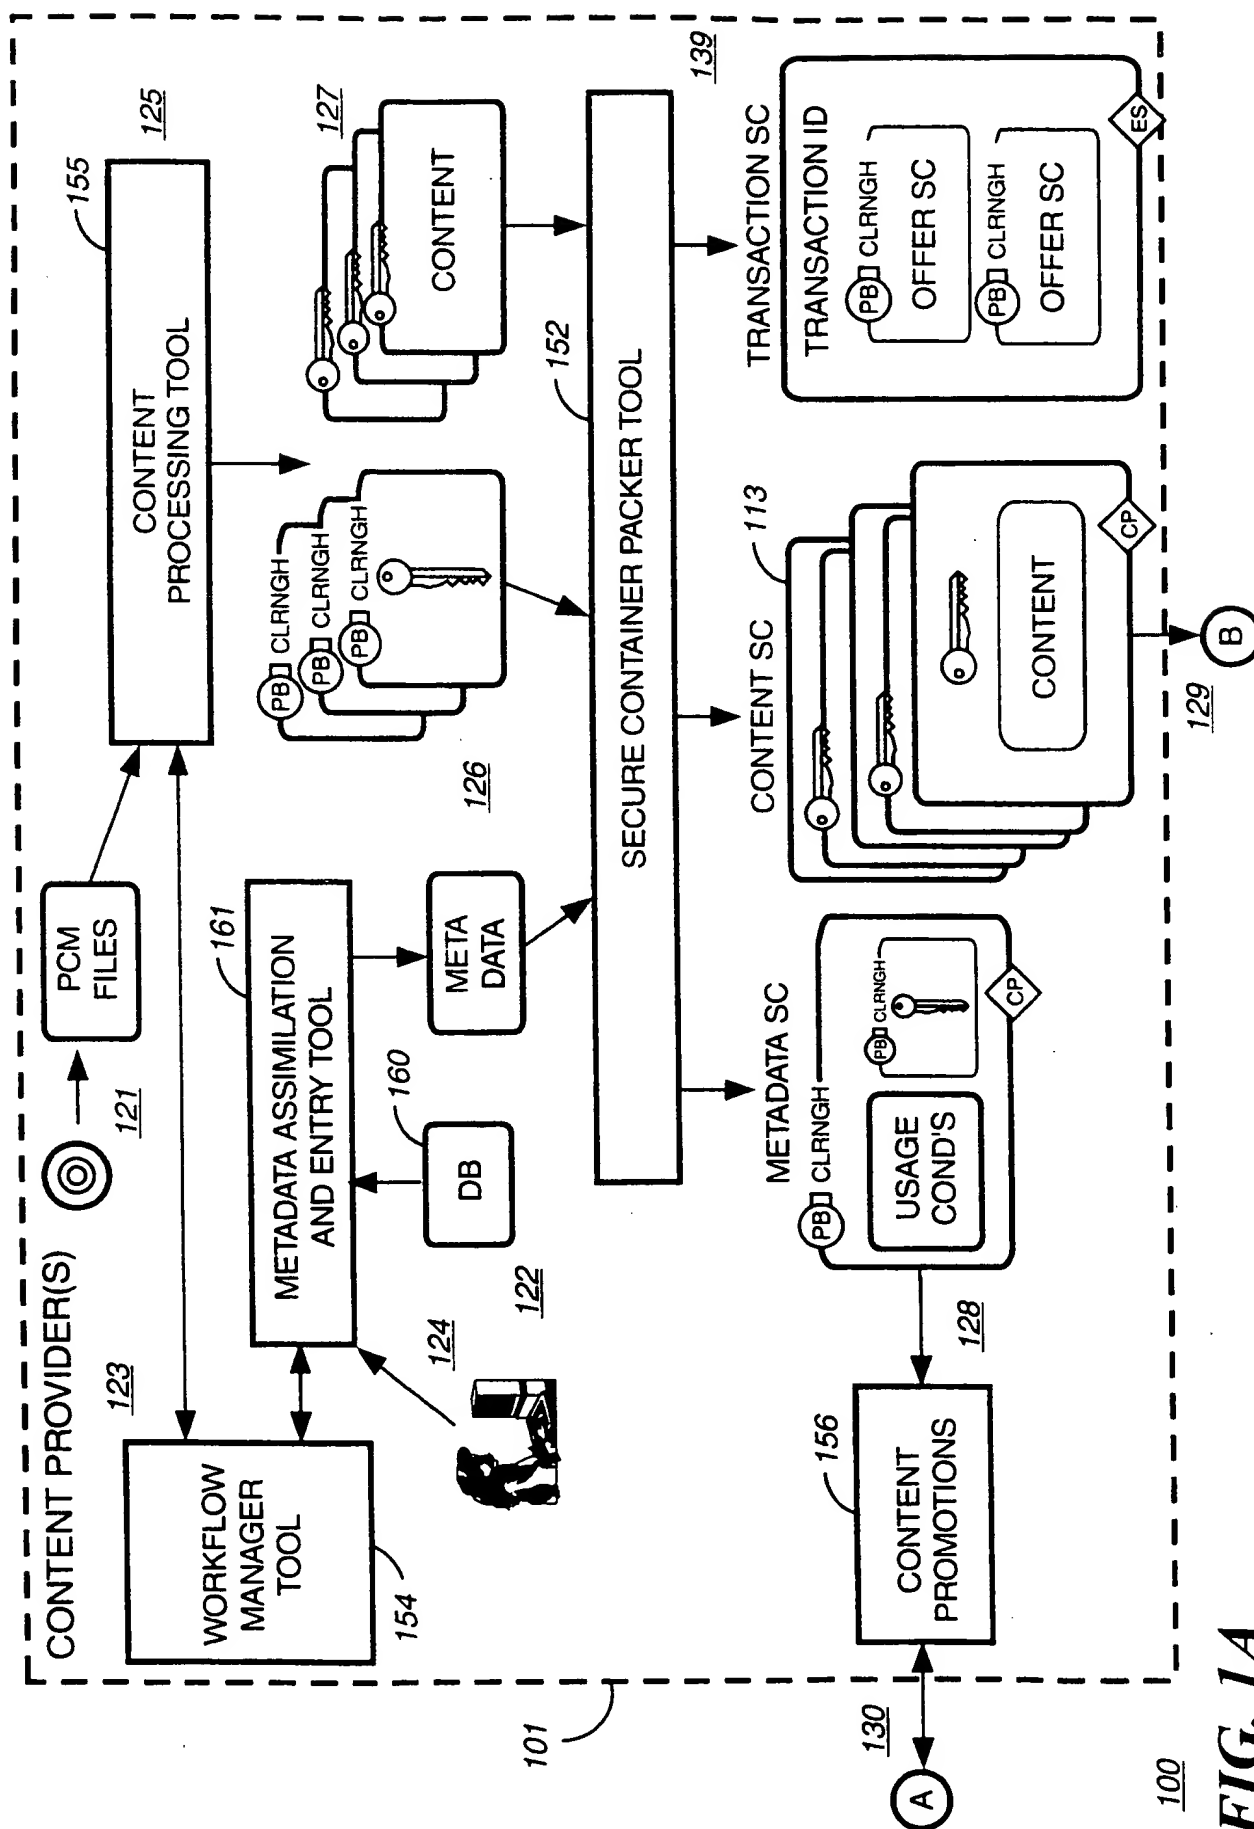 CONTENT PROVIDER(S)
123
WORKFLOW
MANAGER
TOOL
154
121
PCM
FILES
155
125
CONTENT
PROCESSING TOOL
161
METADATA ASSIMILATION
AND ENTRY TOOL
124
122
DB
160
META
DATA
126
PB CLRNGH
PB CLRNGH
PB CLRNGH
127
CONTENT
152
SECURE CONTAINER PACKER TOOL
139
METADATA SC
PB CLRNGH
USAGE
COND'S
PB CLRNGH
CP
128
156
CONTENT
PROMOTIONS
CONTENT SC
113
CONTENT
CP
129
B
TRANSACTION SC
TRANSACTION ID
PB CLRNGH
OFFER SC
PB CLRNGH
OFFER SC
ES
101
130
A
100
FIG. 1A